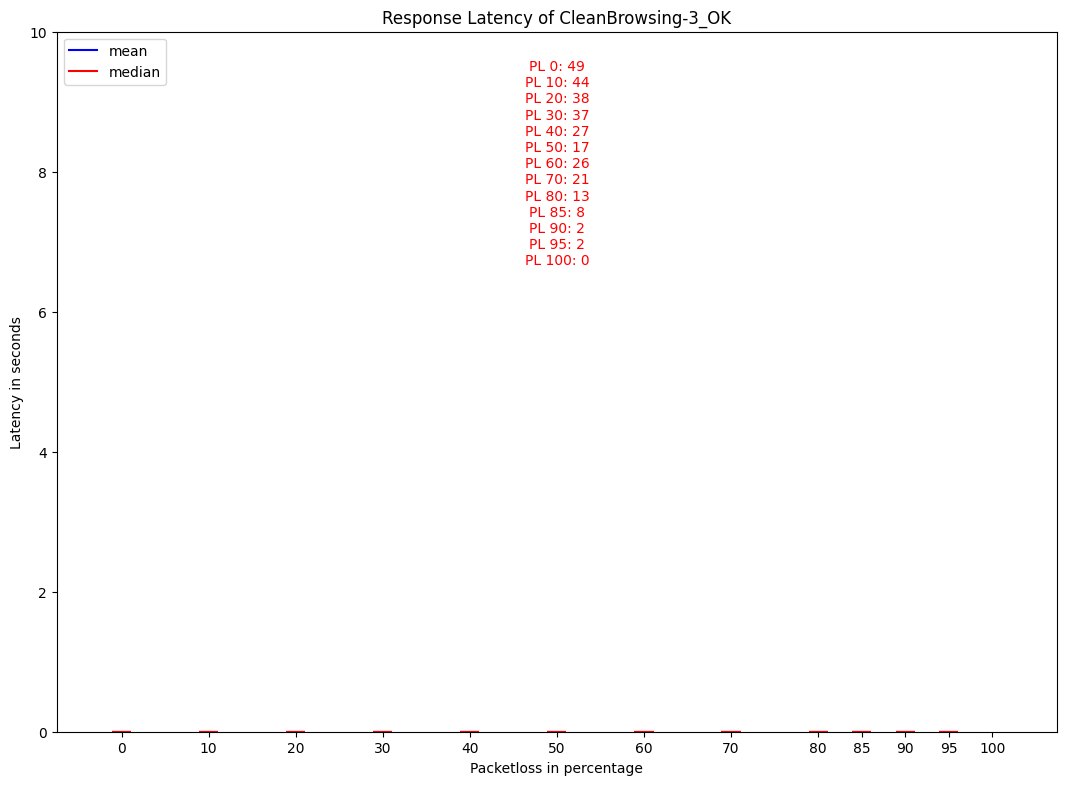 Response Latency of CleanBrowsing-3_OK
mean
median
PL 0: 49
PL 10: 44
PL 20: 38
PL 30: 37
PL 40: 27
PL 50: 17
PL 60: 26
PL 70: 21
PL 80: 13
PL 85: 8
PL 90: 2
PL 95: 2
PL 100: 0
Latency in seconds
10
8
6
4
2
0
0 10 20 30 40 50 60 70 80 85 90 95 100
Packetloss in percentage